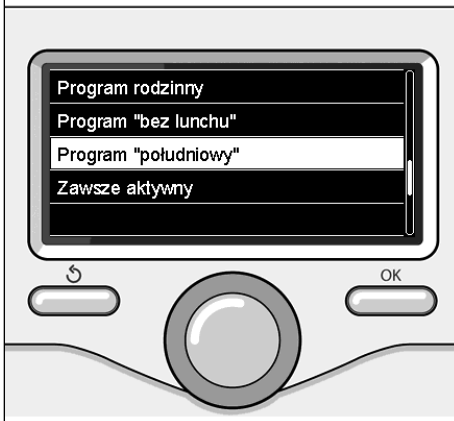 Program rodzinny
Program "bez lunchu"
Program "południowy"
Zawsze aktywny
OK